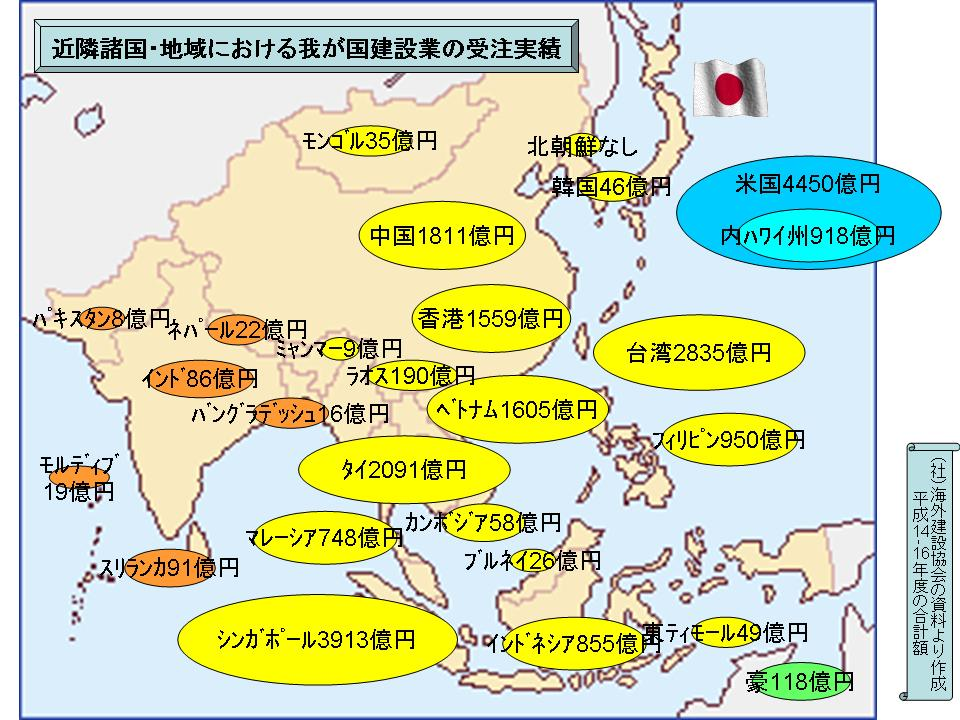 近隣諸国・地域における我が国建設業の受注実績
ﾓﾝｺﾞﾙ35億円
北朝鮮なし
韓国46億円
米国4450億円
内ﾊﾜｲ州918億円
中国1811億円
ﾊﾟｷｽﾀﾝ8億円
ﾈﾊﾟｰﾙ22億円
香港1559億円
ﾐｬﾝﾏｰ9億円
台湾2835億円
ｲﾝﾄﾞ86億円
ﾗｵｽ190億円
ﾊﾞﾝｸﾞﾗﾃﾞｯｼｭ16億円
ﾍﾞﾄﾅﾑ1605億円
ﾌｨﾘﾋﾟﾝ950億円
ﾓﾙﾃﾞｨﾌﾞ
19億円
ﾀｲ2091億円
ｶﾝﾎﾞｼﾞｱ58億円
ﾏﾚｰｼｱ748億円
ﾌﾞﾙﾈｲ26億円
ｽﾘﾗﾝｶ91億円
ｼﾝｶﾞﾎﾟｰﾙ3913億円
ｲﾝﾄﾞﾈｼｱ855億円
東ﾃｨﾓｰﾙ49億円
豪118億円
（社）海外建設協会の資料より作成
平成14-16年度の合計額